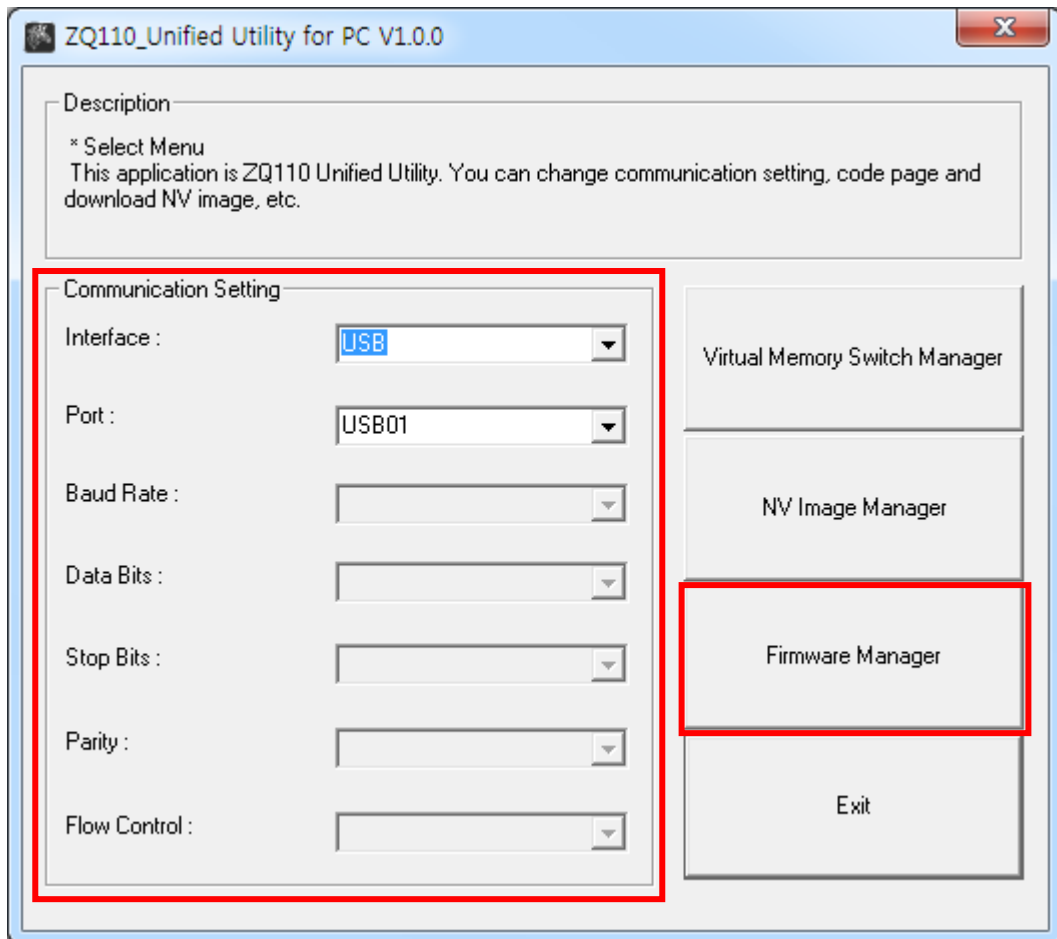 ZQ110_Unified Utility for PC V1.0.0
Description
* Select Menu
This application is ZQ110 Unified Utility. You can change communication setting, code page and
download NV image, etc.
Communication Setting
Interface :
USB
Port :
USB01
Baud Rate :
Data Bits :
Stop Bits :
Parity :
Flow Control :
Virtual Memory Switch Manager
NV Image Manager
Firmware Manager
Exit